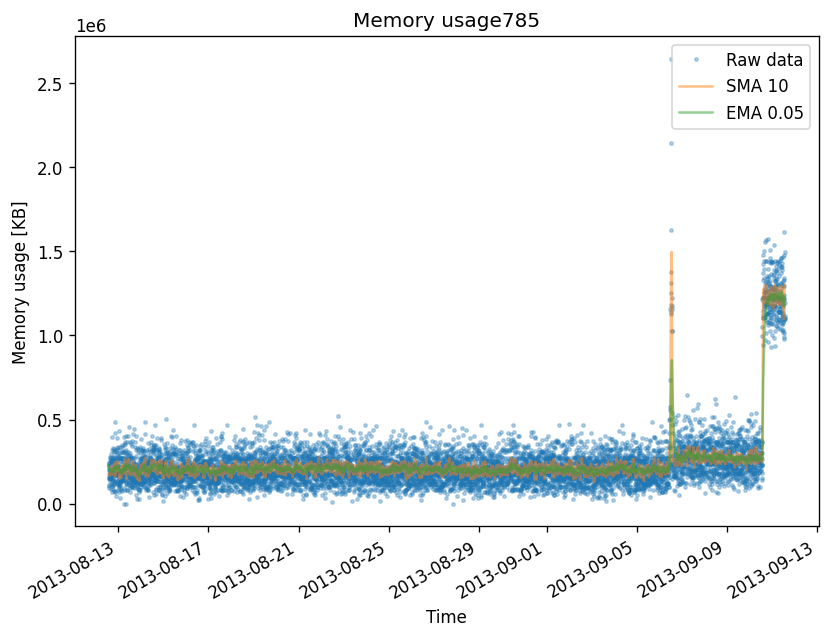 Memory usage785
1e6
Raw data
SMA 10
EMA 0.05
2.5
2.0
1.5
1.0
0.5
0.0
Memory usage [KB]
2013-08-13
2013-08-17
2013-08-21
2013-08-25
2013-08-29
2013-09-01
2013-09-05
2013-09-09
2013-09-13
Time